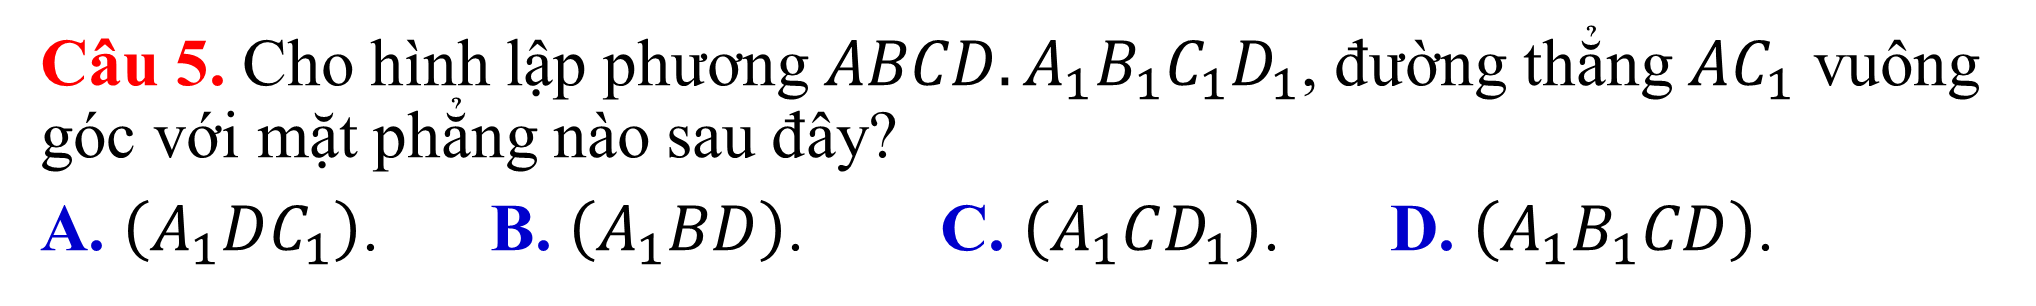 Câu 5. Cho hình lập phương ABCD.A₁B₁C₁D₁, đường thẳng AC₁ vuông
góc với mặt phẳng nào sau đây?
A. (A₁DC₁). B. (A₁BD). C. (A₁CD₁). D. (A₁B₁CD).